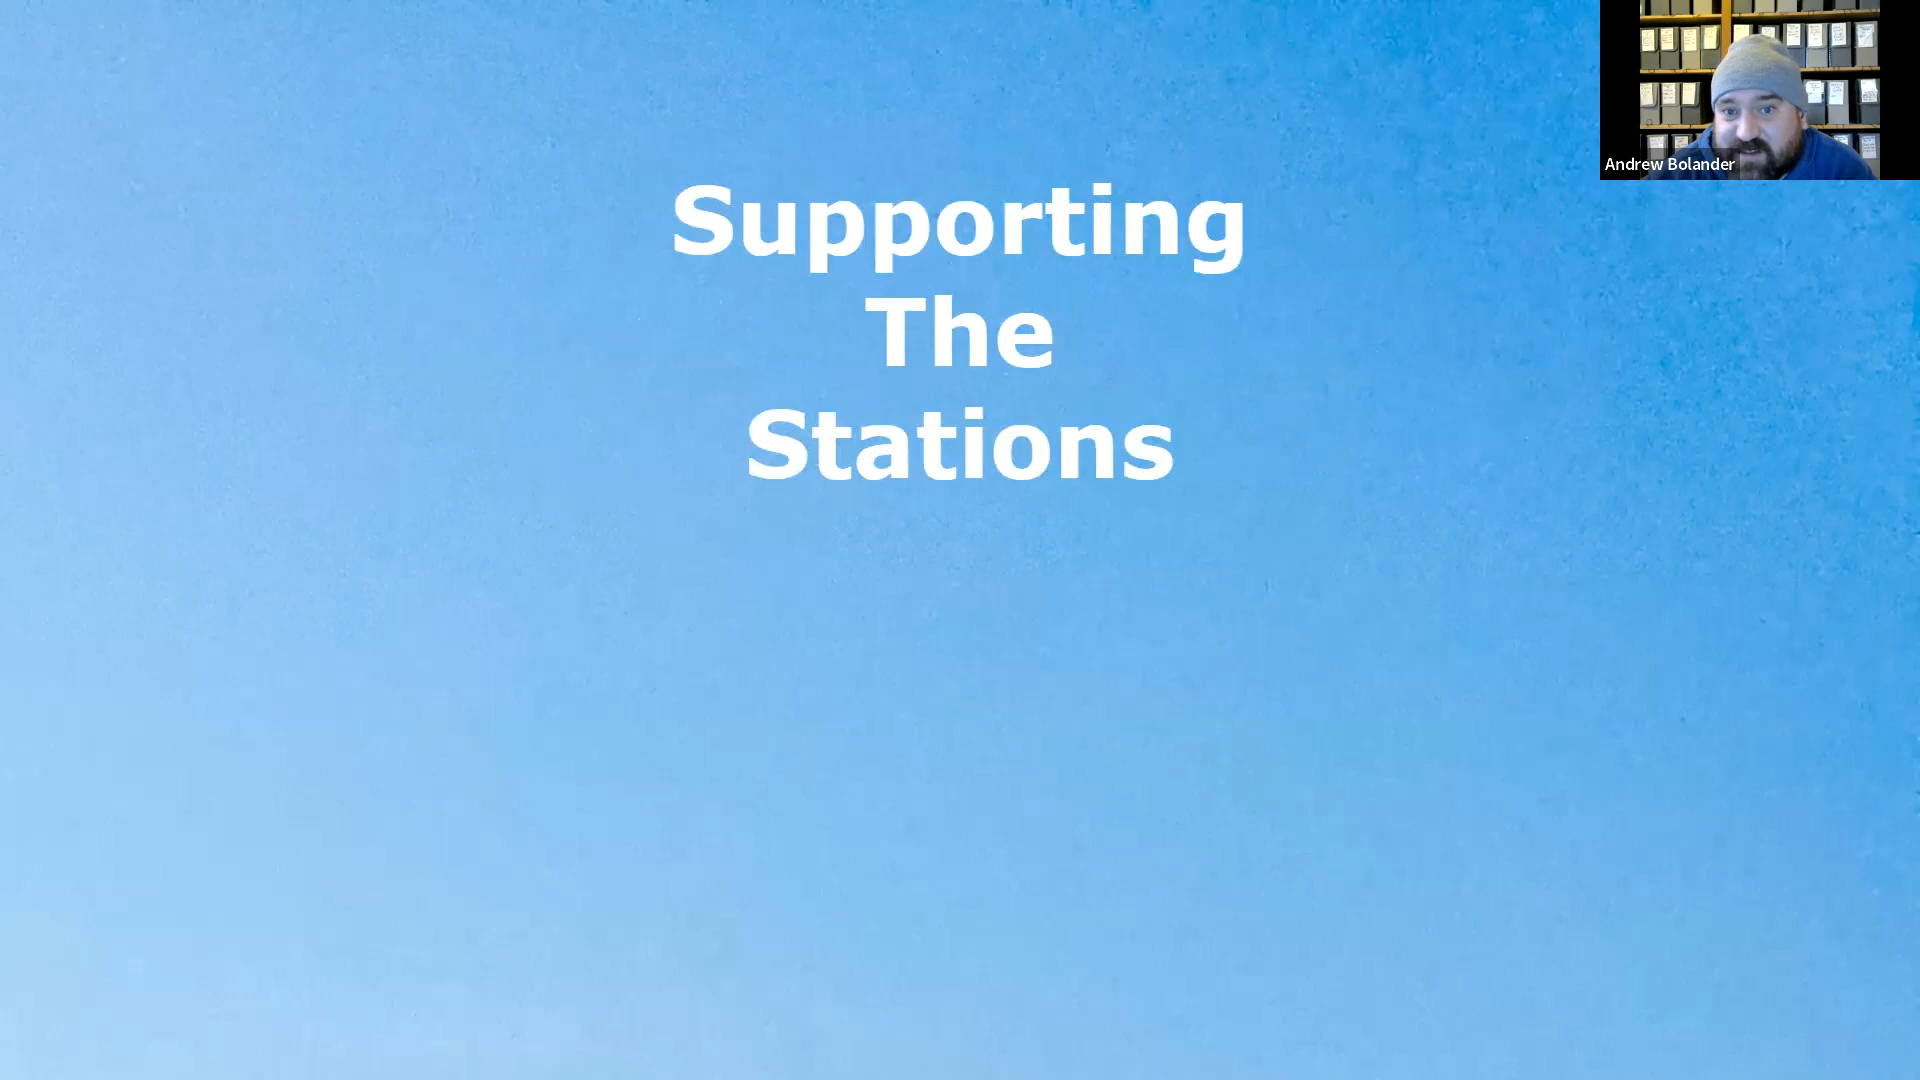 Supporting
The
Stations
Andrew Bolander